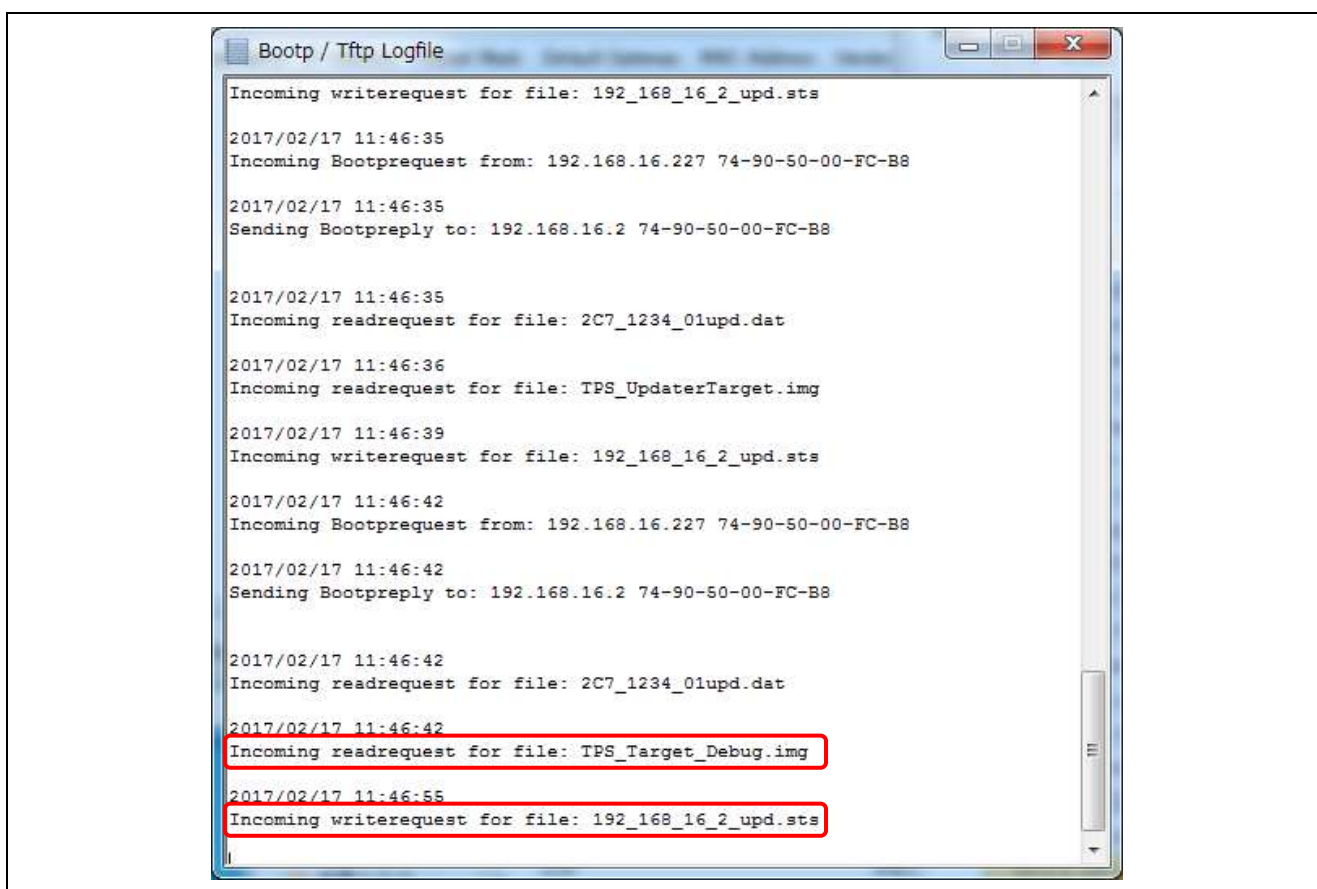 Bootp / Tftp Logfile
Incoming writerequest for file: 192_168_16_2_upd.sts
2017/02/17 11:46:35
Incoming Bootprequest from: 192.168.16.227 74-90-50-00-FC-B8
2017/02/17 11:46:35
Sending Bootpreply to: 192.168.16.2 74-90-50-00-FC-B8
2017/02/17 11:46:35
Incoming readrequest for file: 2C7_1234_01upd.dat
2017/02/17 11:46:36
Incoming readrequest for file: TPS_UpdaterTarget.img
2017/02/17 11:46:39
Incoming writerequest for file: 192_168_16_2_upd.sts
2017/02/17 11:46:42
Incoming Bootprequest from: 192.168.16.227 74-90-50-00-FC-B8
2017/02/17 11:46:42
Sending Bootpreply to: 192.168.16.2 74-90-50-00-FC-B8
2017/02/17 11:46:42
Incoming readrequest for file: 2C7_1234_01upd.dat
2017/02/17 11:46:42
Incoming readrequest for file: TPS_Target_Debug.img
2017/02/17 11:46:55
Incoming writerequest for file: 192_168_16_2_upd.sts